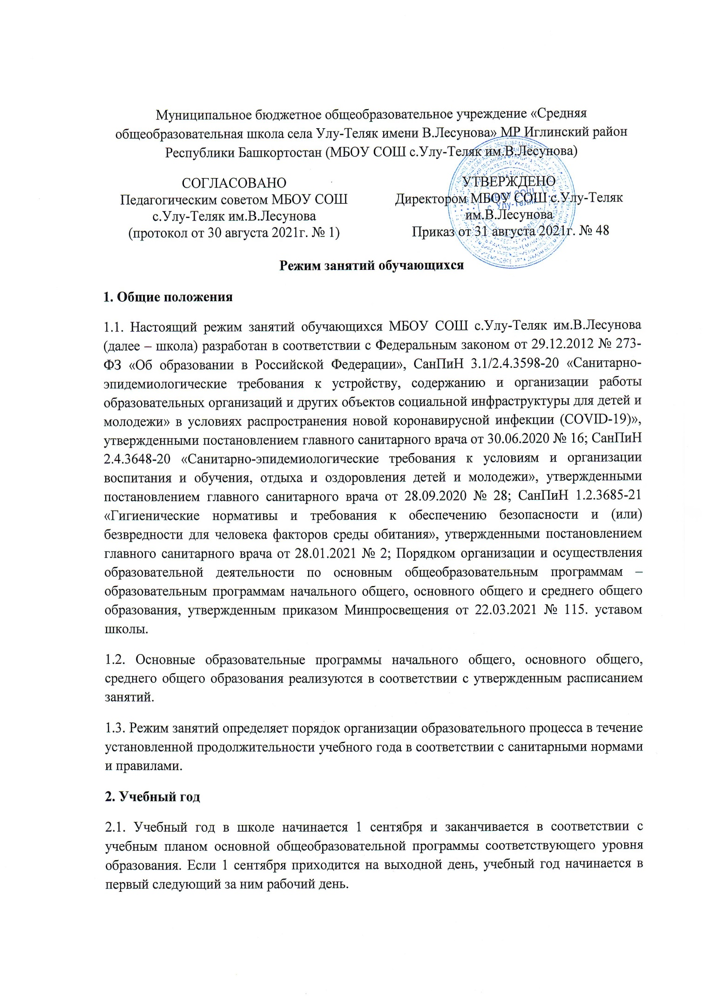 Муниципальное бюджетное общеобразовательное учреждение «Средняя
общеобразовательная школа села Улу-Теляк имени В.Лесунова» МР Иглинский район
Республики Башкортостан (МБОУ СОШ с.Улу-Теляк им.В.Лесунова)
СОГЛАСОВАНО
Педагогическим советом МБОУ СОШ
с.Улу-Теляк им.В.Лесунова
(протокол от 30 августа 2021г. № 1)
УТВЕРЖДЕНО
Директором МБОУ СОШ с.Улу-Теляк
им.В.Лесунова
Приказ от 31 августа 2021г. № 48
МБОУ СОШ
с. Улу-Теляк
Режим занятий обучающихся
1. Общие положения
1.1. Настоящий режим занятий обучающихся МБОУ СОШ с.Улу-Теляк им.В.Лесунова
(далее – школа) разработан в соответствии с Федеральным законом от 29.12.2012 № 273-
ФЗ «Об образовании в Российской Федерации», СанПиН 3.1/2.4.3598-20 «Санитарно-
эпидемиологические требования к устройству, содержанию и организации работы
образовательных организаций и других объектов социальной инфраструктуры для детей и
молодежи» в условиях распространения новой коронавирусной инфекции (COVID-19)»,
утвержденными постановлением главного санитарного врача от 30.06.2020 № 16; СанПиН
2.4.3648-20 «Санитарно-эпидемиологические требования к условиям и организации
воспитания и обучения, отдыха и оздоровления детей и молодежи», утвержденными
постановлением главного санитарного врача от 28.09.2020 № 28; СанПиН 1.2.3685-21
«Гигиенические нормативы и требования к обеспечению безопасности и (или)
безвредности для человека факторов среды обитания», утвержденными постановлением
главного санитарного врача от 28.01.2021 № 2; Порядком организации и осуществления
образовательной деятельности по основным общеобразовательным программам –
образовательным программам начального общего, основного общего и среднего общего
образования, утвержденным приказом Минпросвещения от 22.03.2021 № 115. уставом
школы.
1.2. Основные образовательные программы начального общего, основного общего,
среднего общего образования реализуются в соответствии с утвержденным расписанием
занятий.
1.3. Режим занятий определяет порядок организации образовательного процесса в течение
установленной продолжительности учебного года в соответствии с санитарными нормами
и правилами.
2. Учебный год
2.1. Учебный год в школе начинается 1 сентября и заканчивается в соответствии с
учебным планом основной общеобразовательной программы соответствующего уровня
образования. Если 1 сентября приходится на выходной день, учебный год начинается в
первый следующий за ним рабочий день.